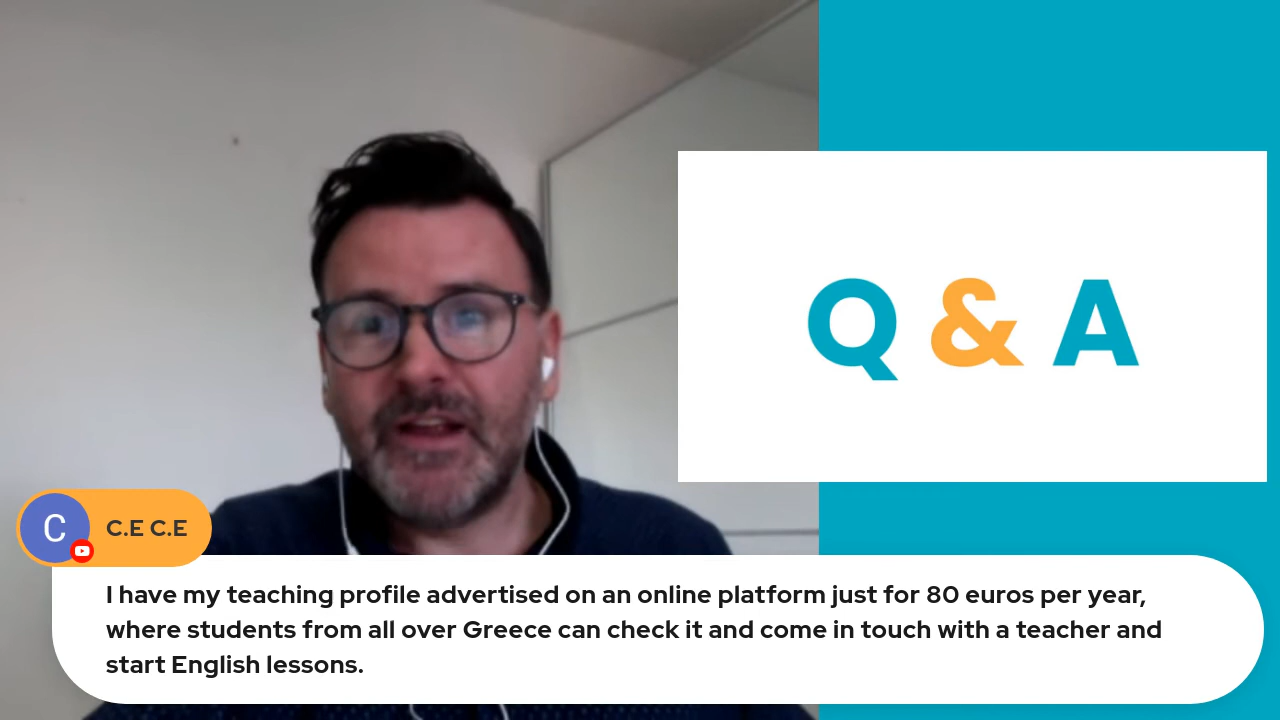 Q & A
C
C.E C.E
I have my teaching profile advertised on an online platform just for 80 euros per year,
where students from all over Greece can check it and come in touch with a teacher and
start English lessons.